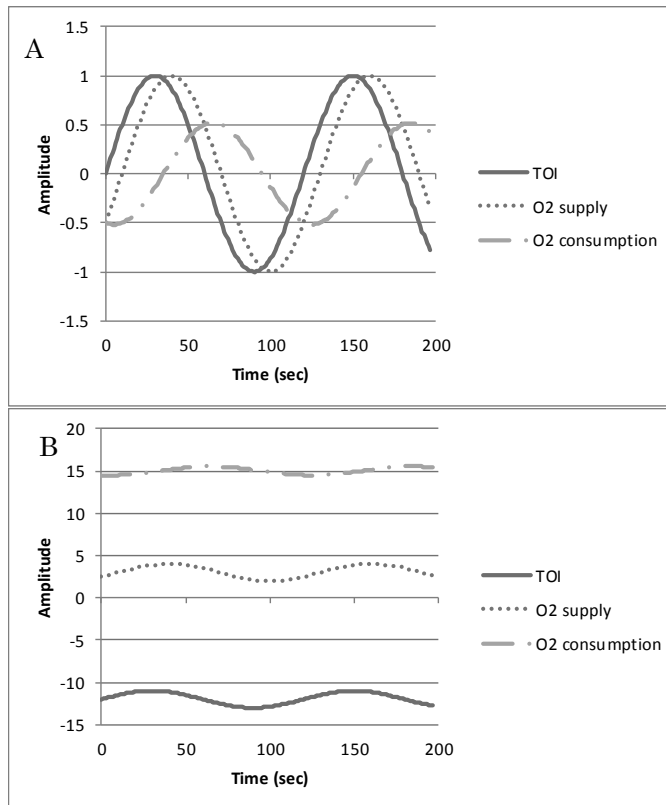 A
1.5
1
0.5
0
-0.5
-1
-1.5
Amplitude
0 50 100 150 200
Time (sec)
TOI
O2 supply
O2 consumption
B
20
15
10
5
0
-5
-10
-15
Amplitude
0 50 100 150 200
Time (sec)
TOI
O2 supply
O2 consumption